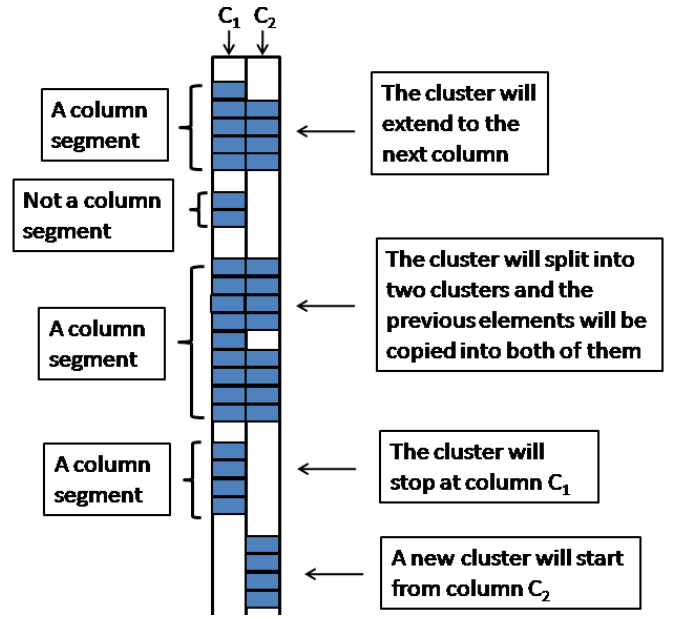 C₁ C₂
A column
segment
The cluster will
extend to the
next column
Not a column
segment
The cluster will split into
two clusters and the
previous elements will be
copied into both of them
A column
segment
A column
segment
The cluster will
stop at column C₁
A new cluster will start
from column C₂